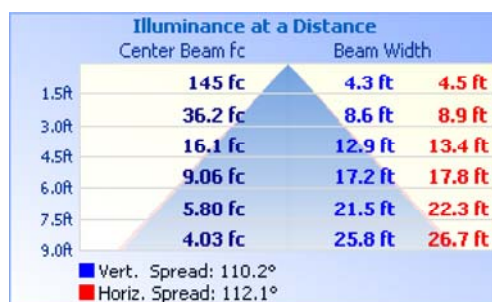 Illuminance at a Distance
Center Beam fc Beam Width
1.5ft 145 fc 4.3 ft 4.5 ft
3.0ft 36.2 fc 8.6 ft 8.9 ft
4.5ft 16.1 fc 12.9 ft 13.4 ft
6.0ft 9.06 fc 17.2 ft 17.8 ft
7.5ft 5.80 fc 21.5 ft 22.3 ft
9.0ft 4.03 fc 25.8 ft 26.7 ft
Vert. Spread: 110.2°
Horiz. Spread: 112.1°